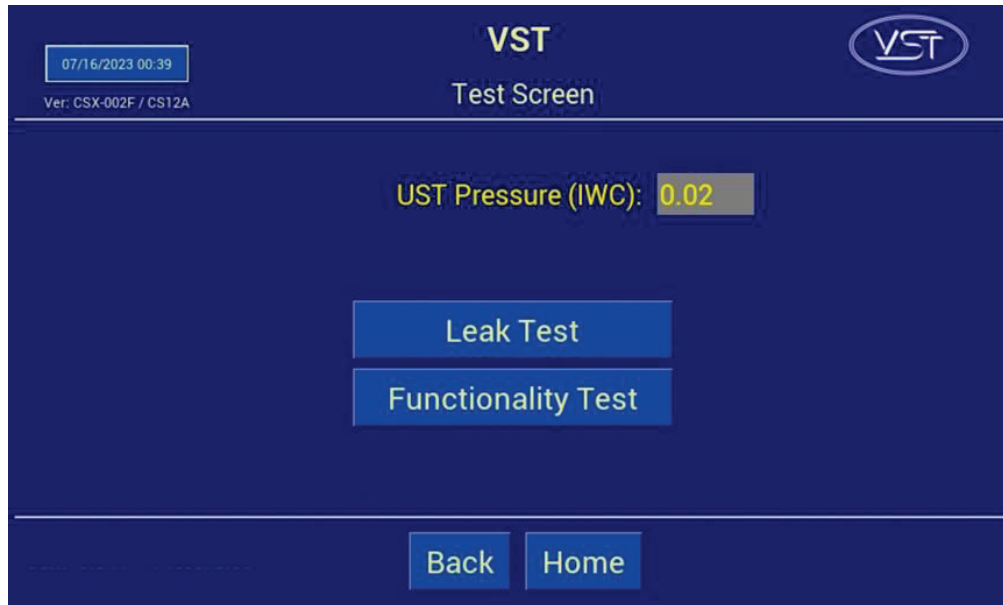 VST
VST
07/16/2023 00:39
Test Screen
Ver: CSX-002F / CS12A
UST Pressure (IWC): 0.02
Leak Test
Functionality Test
Back Home